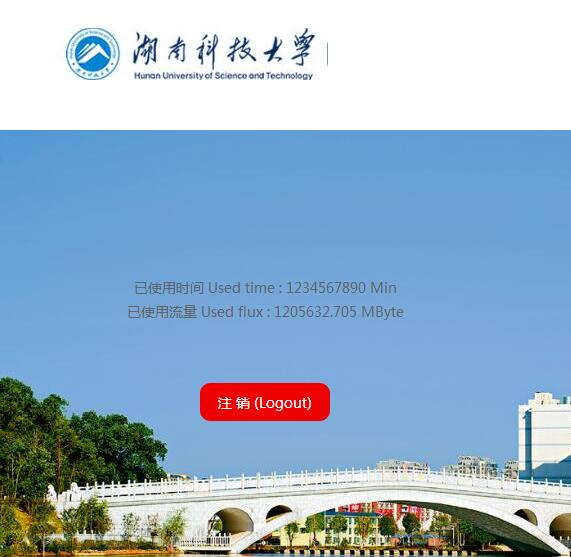 湖南科技大学
Hunan University of Science and Technology
已使用时间 Used time : 1234567890 Min
已使用流量 Used flux : 1205632.705 MByte
注 销 (Logout)